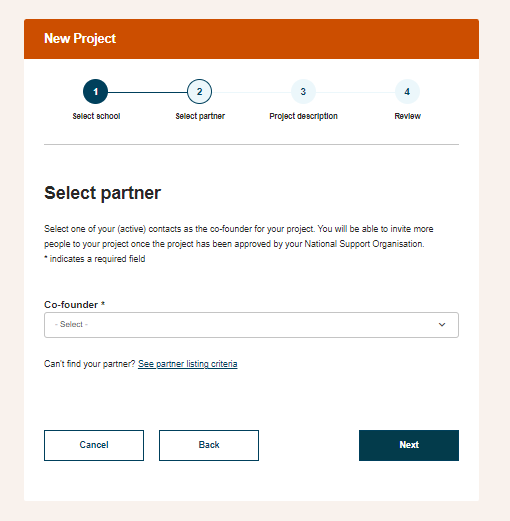 New Project
1
2
3
4
Select school
Select partner
Project description
Review
Select partner
Select one of your (active) contacts as the co-founder for your project. You will be able to invite more
people to your project once the project has been approved by your National Support Organisation.
* indicates a required field
Co-founder *
- Select -
Can't find your partner? See partner listing criteria
Cancel
Back
Next